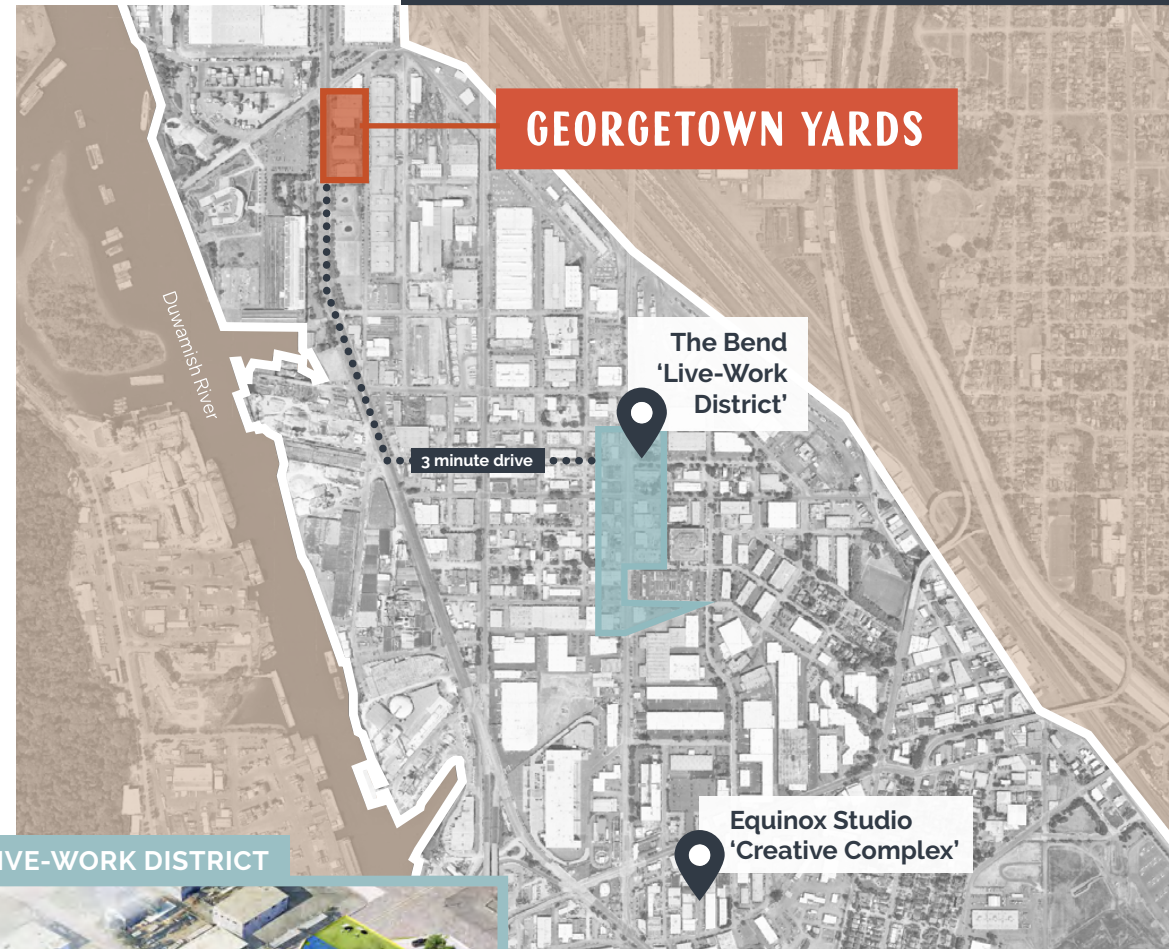 GEORGETOWN YARDS
Duwamish River
The Bend
‘Live-Work
District’
3 minute drive
Equinox Studio
‘Creative Complex’
IVE-WORK DISTRICT